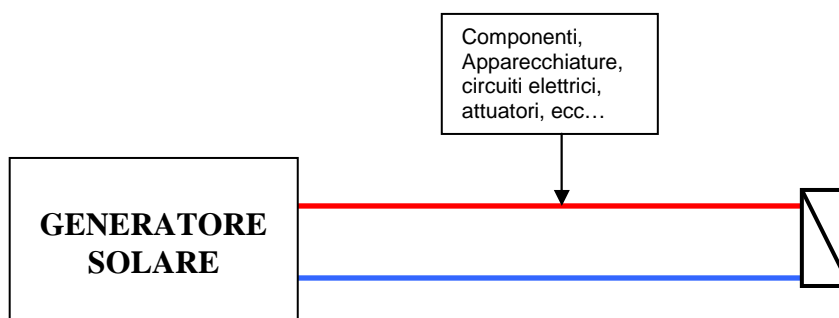 Componenti,
Apparecchiature,
circuiti elettrici,
attuatori, ecc…
GENERATORE
SOLARE